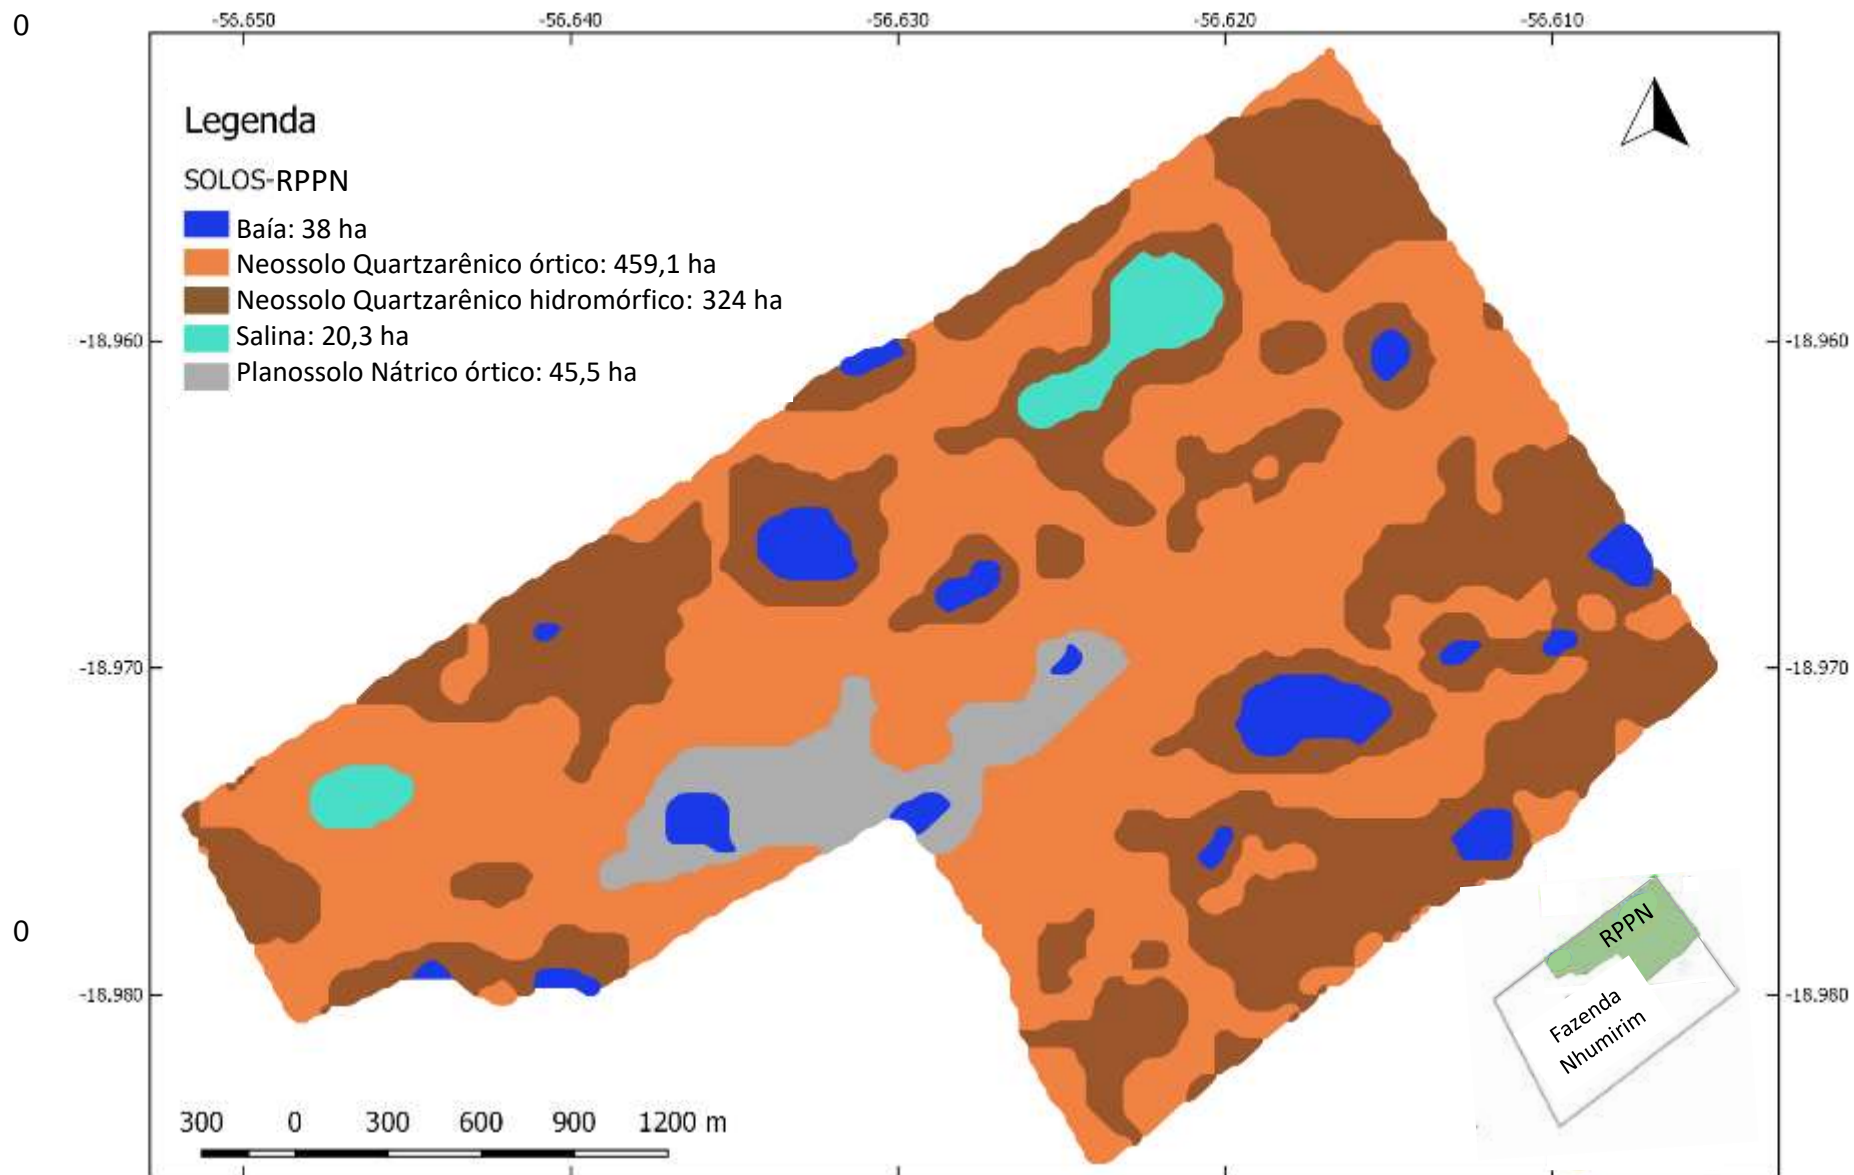 0
-56.650 -56.640 -56.630 -56.620 -56.610
Legenda
SOLOS-RPPN
Baía: 38 ha
Neossolo Quartzarênico órtico: 459,1 ha
Neossolo Quartzarênico hidromórfico: 324 ha
Salina: 20,3 ha
Planossolo Nátrico órtico: 45,5 ha
-18.960 -18.960
-18.970 -18.970
0
-18.980 -18.980
RPPN
Fazenda
Nhumirim
300 0 300 600 900 1200 m